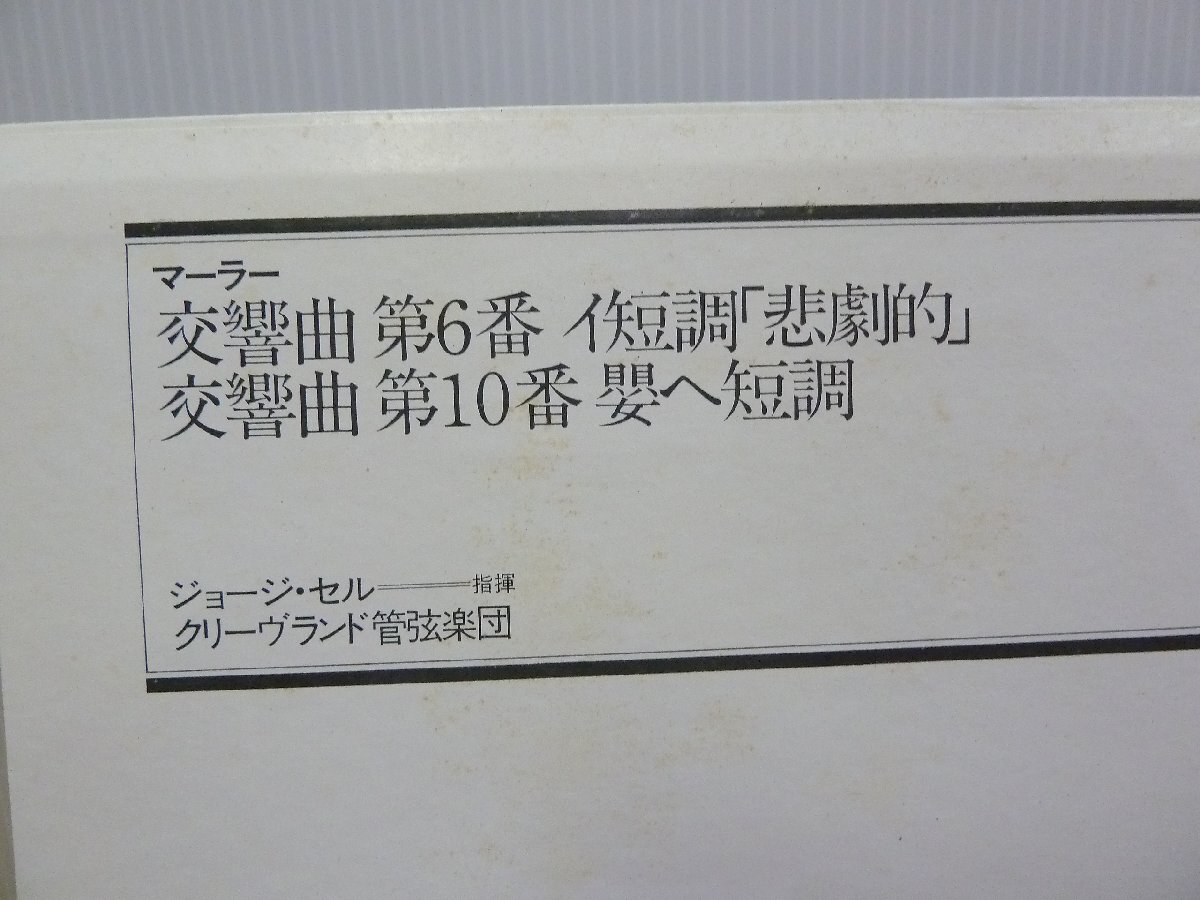 マーラー
交響曲 第6番 イ短調「悲劇的」
交響曲 第10番 嬰へ短調
ジョージ・セル――指揮
クリーヴランド管弦楽団